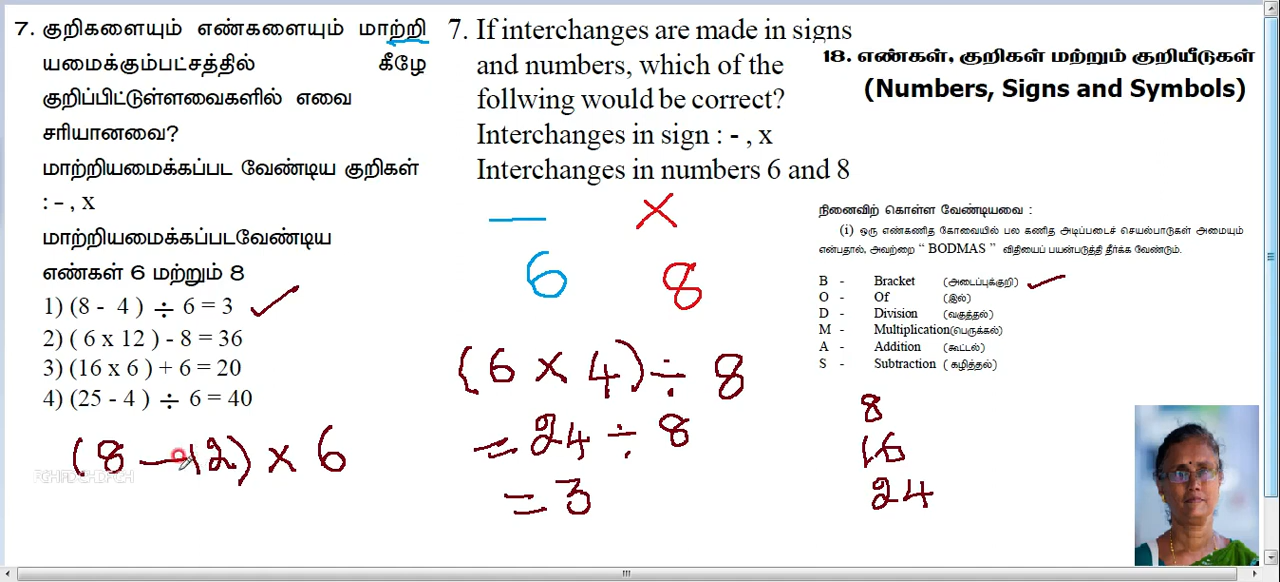 7. குறிகளையும் எண்களையும் மாற்றி
யமைக்கும்பட்சத்தில் கீழே
குறிப்பிட்டுள்ளவைகளில் எவை
சரியானவை?
மாற்றியமைக்கப்பட வேண்டிய குறிகள்
: - , x
மாற்றியமைக்கப்படவேண்டிய
எண்கள் 6 மற்றும் 8
1) (8 - 4 ) ÷ 6 = 3
2) ( 6 x 12 ) - 8 = 36
3) (16 x 6 ) + 6 = 20
4) (25 - 4 ) ÷ 6 = 40
(8 - 12) × 6
7. If interchanges are made in signs
and numbers, which of the
follwing would be correct?
Interchanges in sign : - , x
Interchanges in numbers 6 and 8
— ×
6 8
(6 × 4) ÷ 8
= 24 ÷ 8
= 3
18. எண்கள், குறிகள் மற்றும் குறியீடுகள்
(Numbers, Signs and Symbols)
நினைவிற் கொள்ள வேண்டியவை :
(i) ஒரு எண்கணித கோவையில் பல கணித அடிப்படைச் செயல்பாடுகள் அமையும்
என்பதால், அவற்றை “ BODMAS ” விதியைப் பயன்படுத்தி தீர்க்க வேண்டும்.
B - Bracket (அடைப்புக்குறி)
O - Of (இல்)
D - Division (வகுத்தல்)
M - Multiplication(பெருக்கல்)
A - Addition (கூட்டல்)
S - Subtraction ( கழித்தல்)
8
16
24